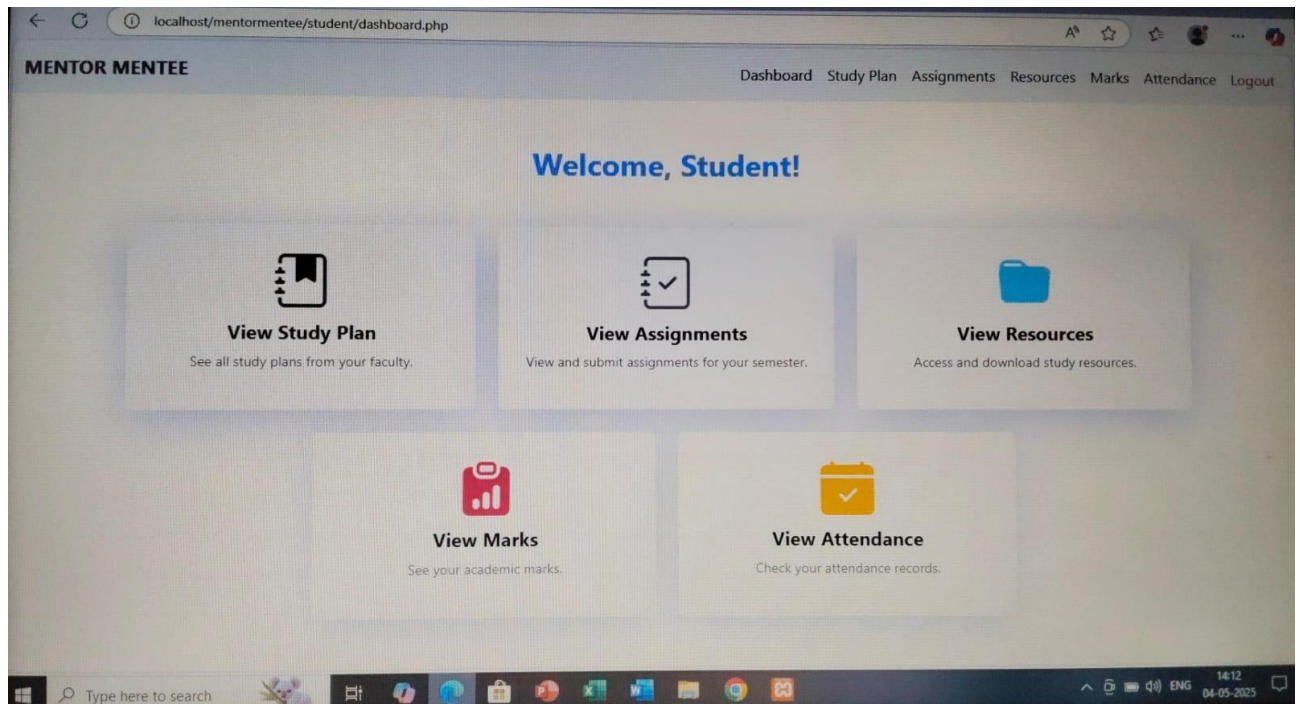 localhost/mentormentee/student/dashboard.php
MENTOR MENTEE
Dashboard Study Plan Assignments Resources Marks Attendance Logout
Welcome, Student!
View Study Plan
See all study plans from your faculty.
View Assignments
View and submit assignments for your semester.
View Resources
Access and download study resources.
View Marks
See your academic marks.
View Attendance
Check your attendance records.
Type here to search
ENG
14:12
04-05-2025